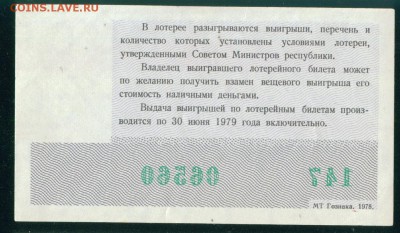 COINS.LAVE.RU
В лотерее разыгрываются выигрыши, перечень и
количество которых установлены условиями лотереи,
утвержденными Советом Министров республики.
Владелец выигравшего лотерейного билета может
по желанию получить взамен вещевого выигрыша его
стоимость наличными деньгами.
Выдача выигрышей по лотерейным билетам произ-
водится по 30 июня 1979 года включительно.
06560 147
МТ Гознака. 1978.